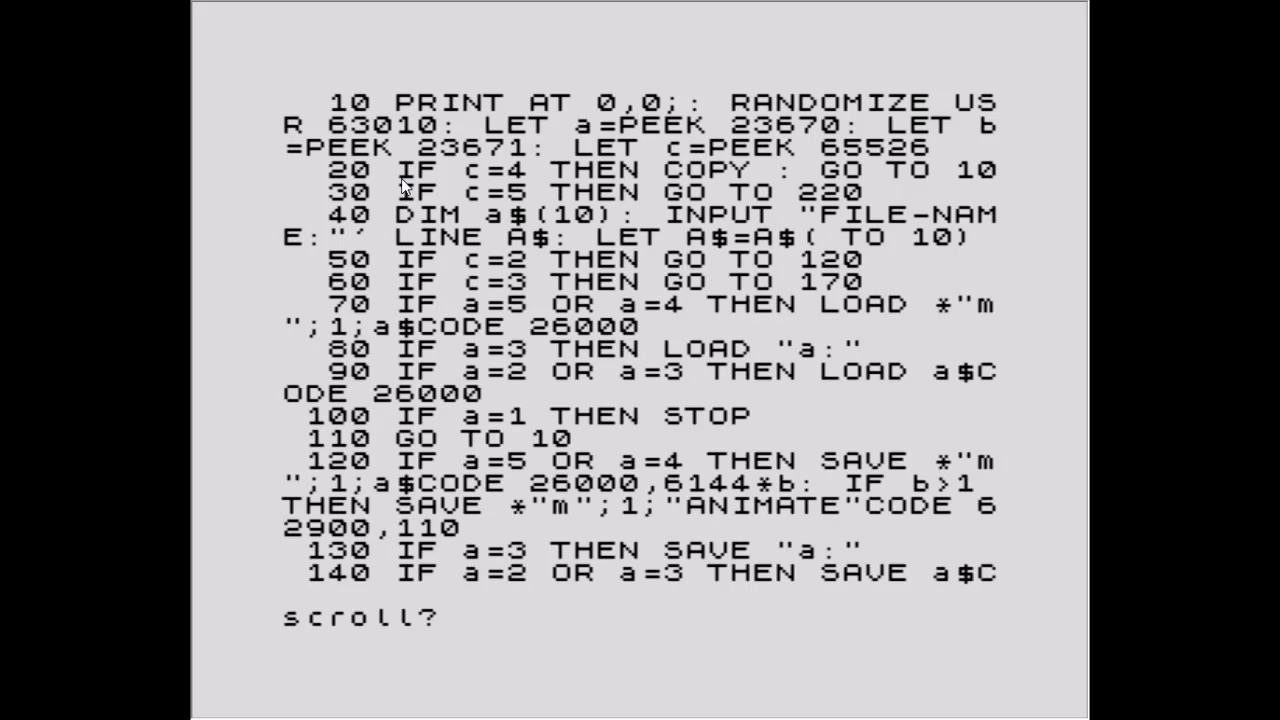 10 PRINT AT 0,0;: RANDOMIZE US
R 63010: LET a=PEEK 23670: LET b
=PEEK 23671: LET c=PEEK 65526
20 IF c=4 THEN COPY : GO TO 10
30 IF c=5 THEN GO TO 220
40 DIM a$(10): INPUT "FILE-NAM
E:"' LINE A$: LET A$=A$( TO 10)
50 IF c=2 THEN GO TO 120
60 IF c=3 THEN GO TO 170
70 IF a=5 OR a=4 THEN LOAD *"m
";1;a$CODE 26000
80 IF a=3 THEN LOAD "a:"
90 IF a=2 OR a=3 THEN LOAD a$C
ODE 26000
100 IF a=1 THEN STOP
110 GO TO 10
120 IF a=5 OR a=4 THEN SAVE *"m
";1;a$CODE 26000,6144*b: IF b>1
THEN SAVE *"m";1;"ANIMATE"CODE 6
2900,110
130 IF a=3 THEN SAVE "a:"
140 IF a=2 OR a=3 THEN SAVE a$C
scroll?